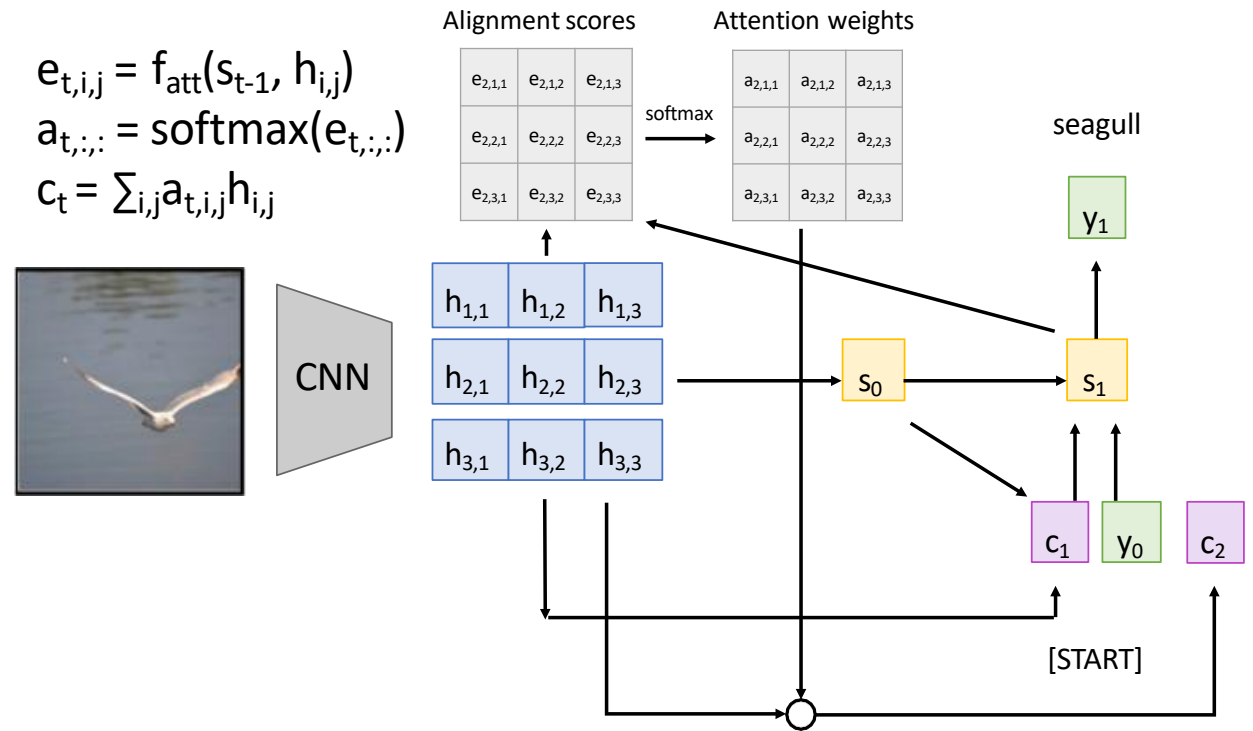 Alignment scores
Attention weights
e_{t,i,j} = f_{att}(s_{t-1}, h_{i,j})
a_{t,:,:} = softmax(e_{t,:,:})
c_t = ∑_{i,j}a_{t,i,j}h_{i,j}
e_{2,1,1} e_{2,1,2} e_{2,1,3}
e_{2,2,1} e_{2,2,2} e_{2,2,3}
e_{2,3,1} e_{2,3,2} e_{2,3,3}
softmax
a_{2,1,1} a_{2,1,2} a_{2,1,3}
a_{2,2,1} a_{2,2,2} a_{2,2,3}
a_{2,3,1} a_{2,3,2} a_{2,3,3}
seagull
y_1
CNN
h_{1,1} h_{1,2} h_{1,3}
h_{2,1} h_{2,2} h_{2,3}
h_{3,1} h_{3,2} h_{3,3}
s_0
s_1
c_1
y_0
c_2
[START]